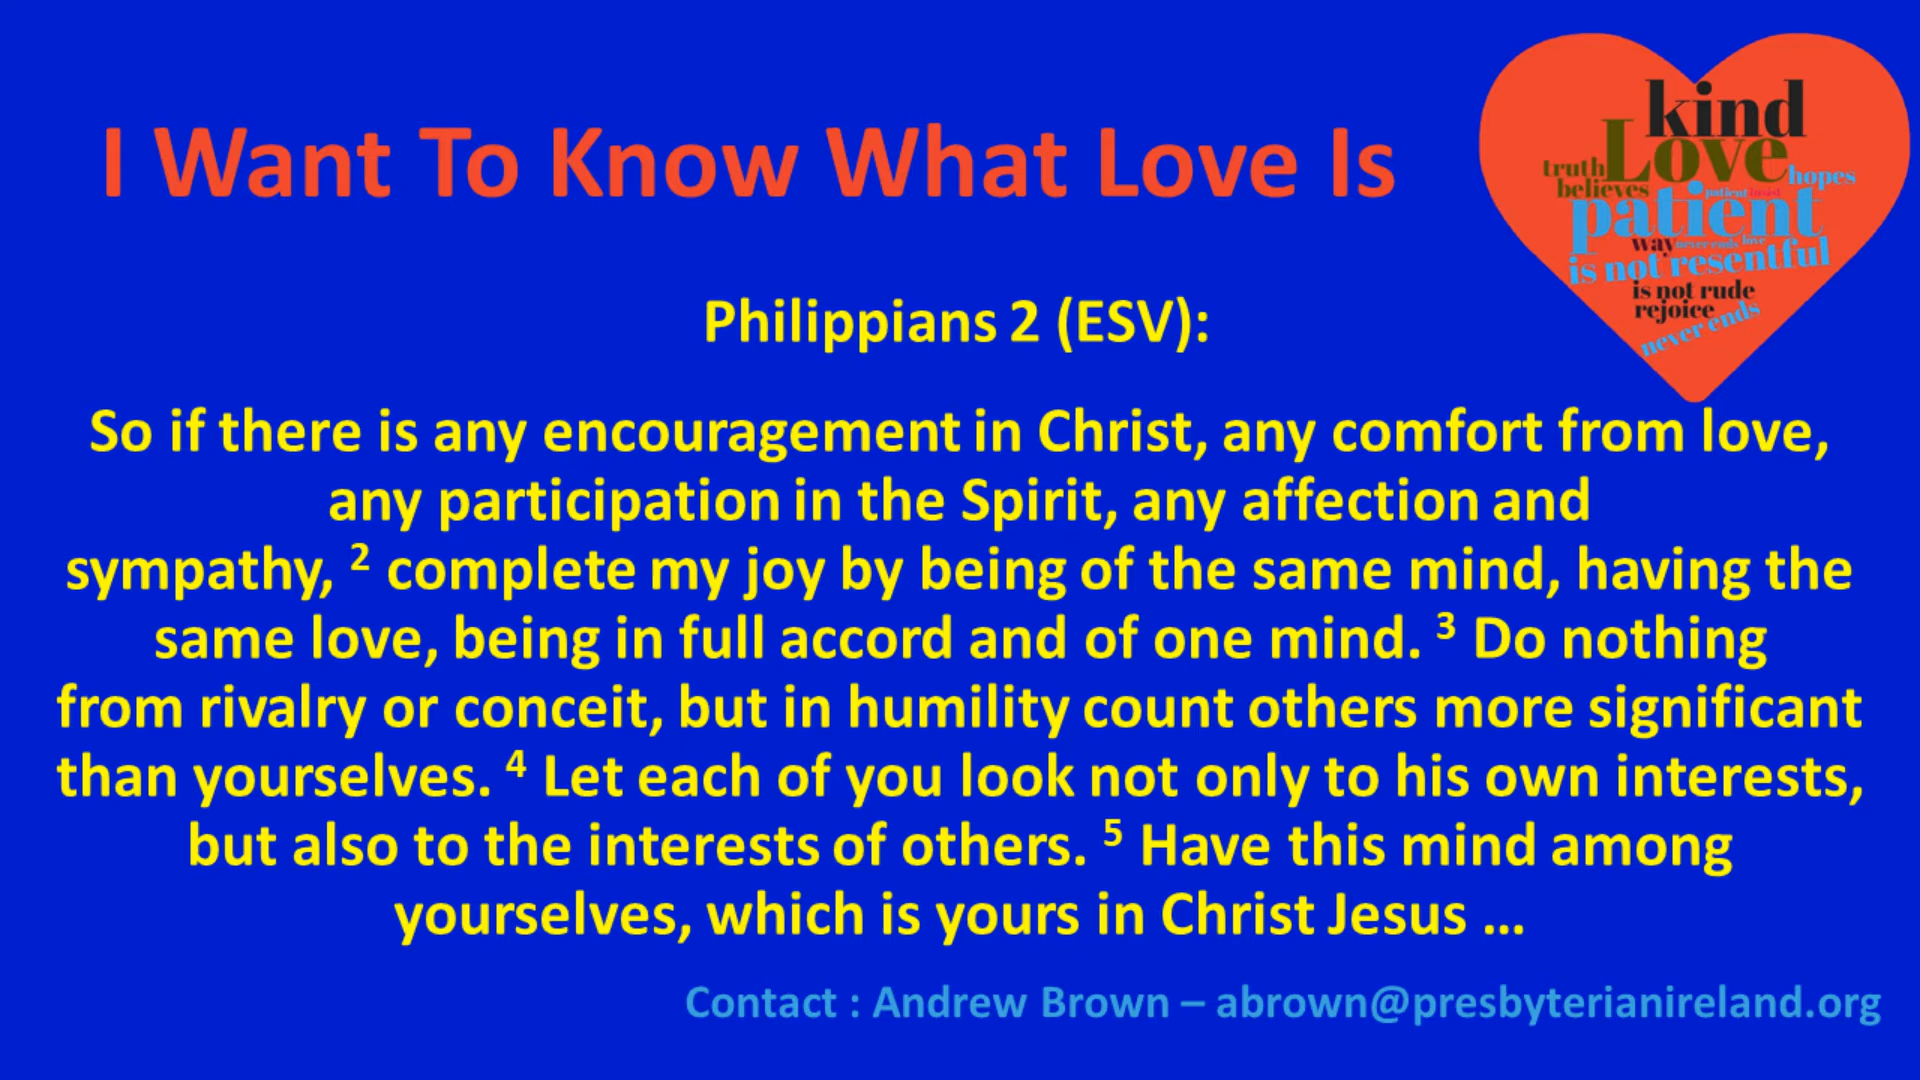 I Want To Know What Love Is
kind
Love
truth
believes
hopes
patient insist
patient
way never ends love
is not resentful
is not rude
rejoice
never ends
Philippians 2 (ESV):
So if there is any encouragement in Christ, any comfort from love,
any participation in the Spirit, any affection and
sympathy, ² complete my joy by being of the same mind, having the
same love, being in full accord and of one mind. ³ Do nothing
from rivalry or conceit, but in humility count others more significant
than yourselves. ⁴ Let each of you look not only to his own interests,
but also to the interests of others. ⁵ Have this mind among
yourselves, which is yours in Christ Jesus …
Contact : Andrew Brown – abrown@presbyterianireland.org